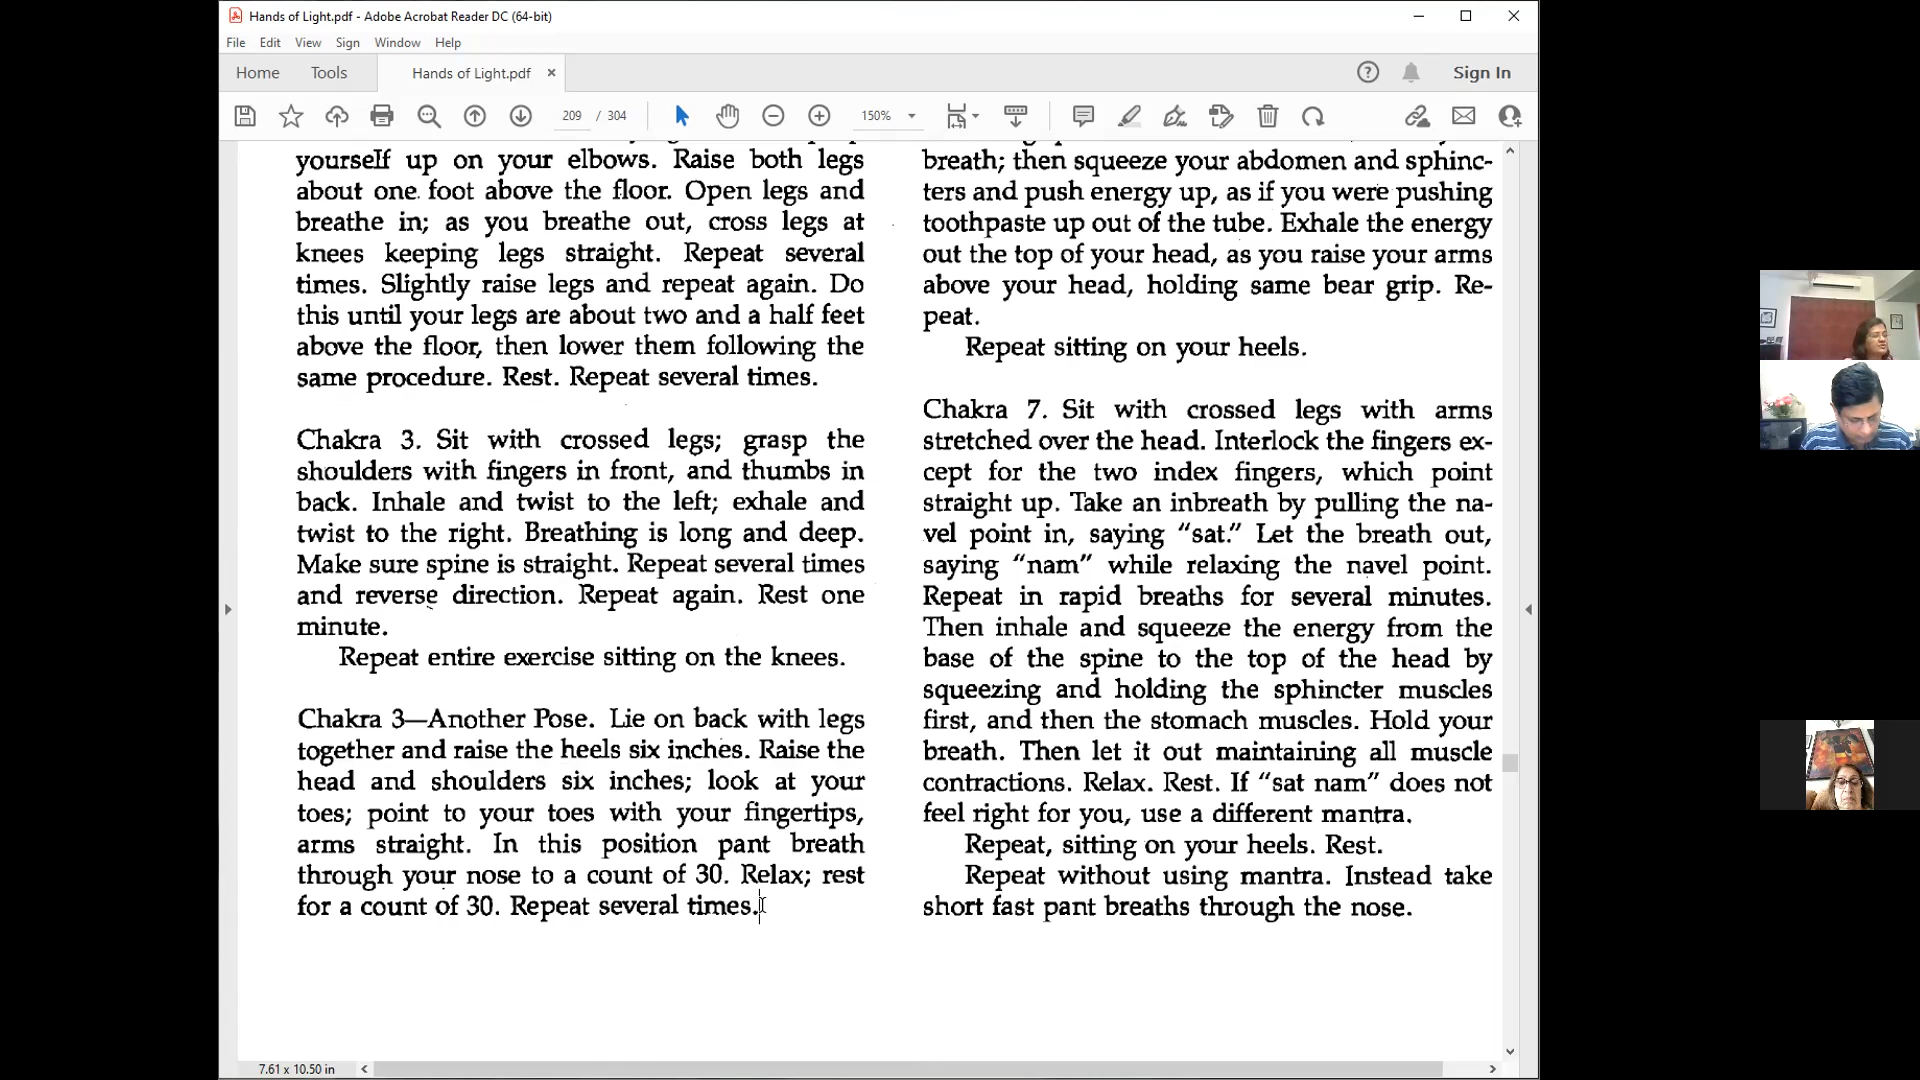 Hands of Light.pdf - Adobe Acrobat Reader DC (64-bit)
File Edit View Sign Window Help
Home Tools Hands of Light.pdf × Sign In
209 / 304 150%
yourself up on your elbows. Raise both legs
about one foot above the floor. Open legs and
breathe in; as you breathe out, cross legs at
knees keeping legs straight. Repeat several
times. Slightly raise legs and repeat again. Do
this until your legs are about two and a half feet
above the floor, then lower them following the
same procedure. Rest. Repeat several times.
Chakra 3. Sit with crossed legs; grasp the
shoulders with fingers in front, and thumbs in
back. Inhale and twist to the left; exhale and
twist to the right. Breathing is long and deep.
Make sure spine is straight. Repeat several times
and reverse direction. Repeat again. Rest one
minute.
Repeat entire exercise sitting on the knees.
Chakra 3—Another Pose. Lie on back with legs
together and raise the heels six inches. Raise the
head and shoulders six inches; look at your
toes; point to your toes with your fingertips,
arms straight. In this position pant breath
through your nose to a count of 30. Relax; rest
for a count of 30. Repeat several times.
breath; then squeeze your abdomen and sphinc-
ters and push energy up, as if you were pushing
toothpaste up out of the tube. Exhale the energy
out the top of your head, as you raise your arms
above your head, holding same bear grip. Re-
peat.
Repeat sitting on your heels.
Chakra 7. Sit with crossed legs with arms
stretched over the head. Interlock the fingers ex-
cept for the two index fingers, which point
straight up. Take an inbreath by pulling the na-
vel point in, saying “sat.” Let the breath out,
saying “nam” while relaxing the navel point.
Repeat in rapid breaths for several minutes.
Then inhale and squeeze the energy from the
base of the spine to the top of the head by
squeezing and holding the sphincter muscles
first, and then the stomach muscles. Hold your
breath. Then let it out maintaining all muscle
contractions. Relax. Rest. If “sat nam” does not
feel right for you, use a different mantra.
Repeat, sitting on your heels. Rest.
Repeat without using mantra. Instead take
short fast pant breaths through the nose.
7.61 x 10.50 in